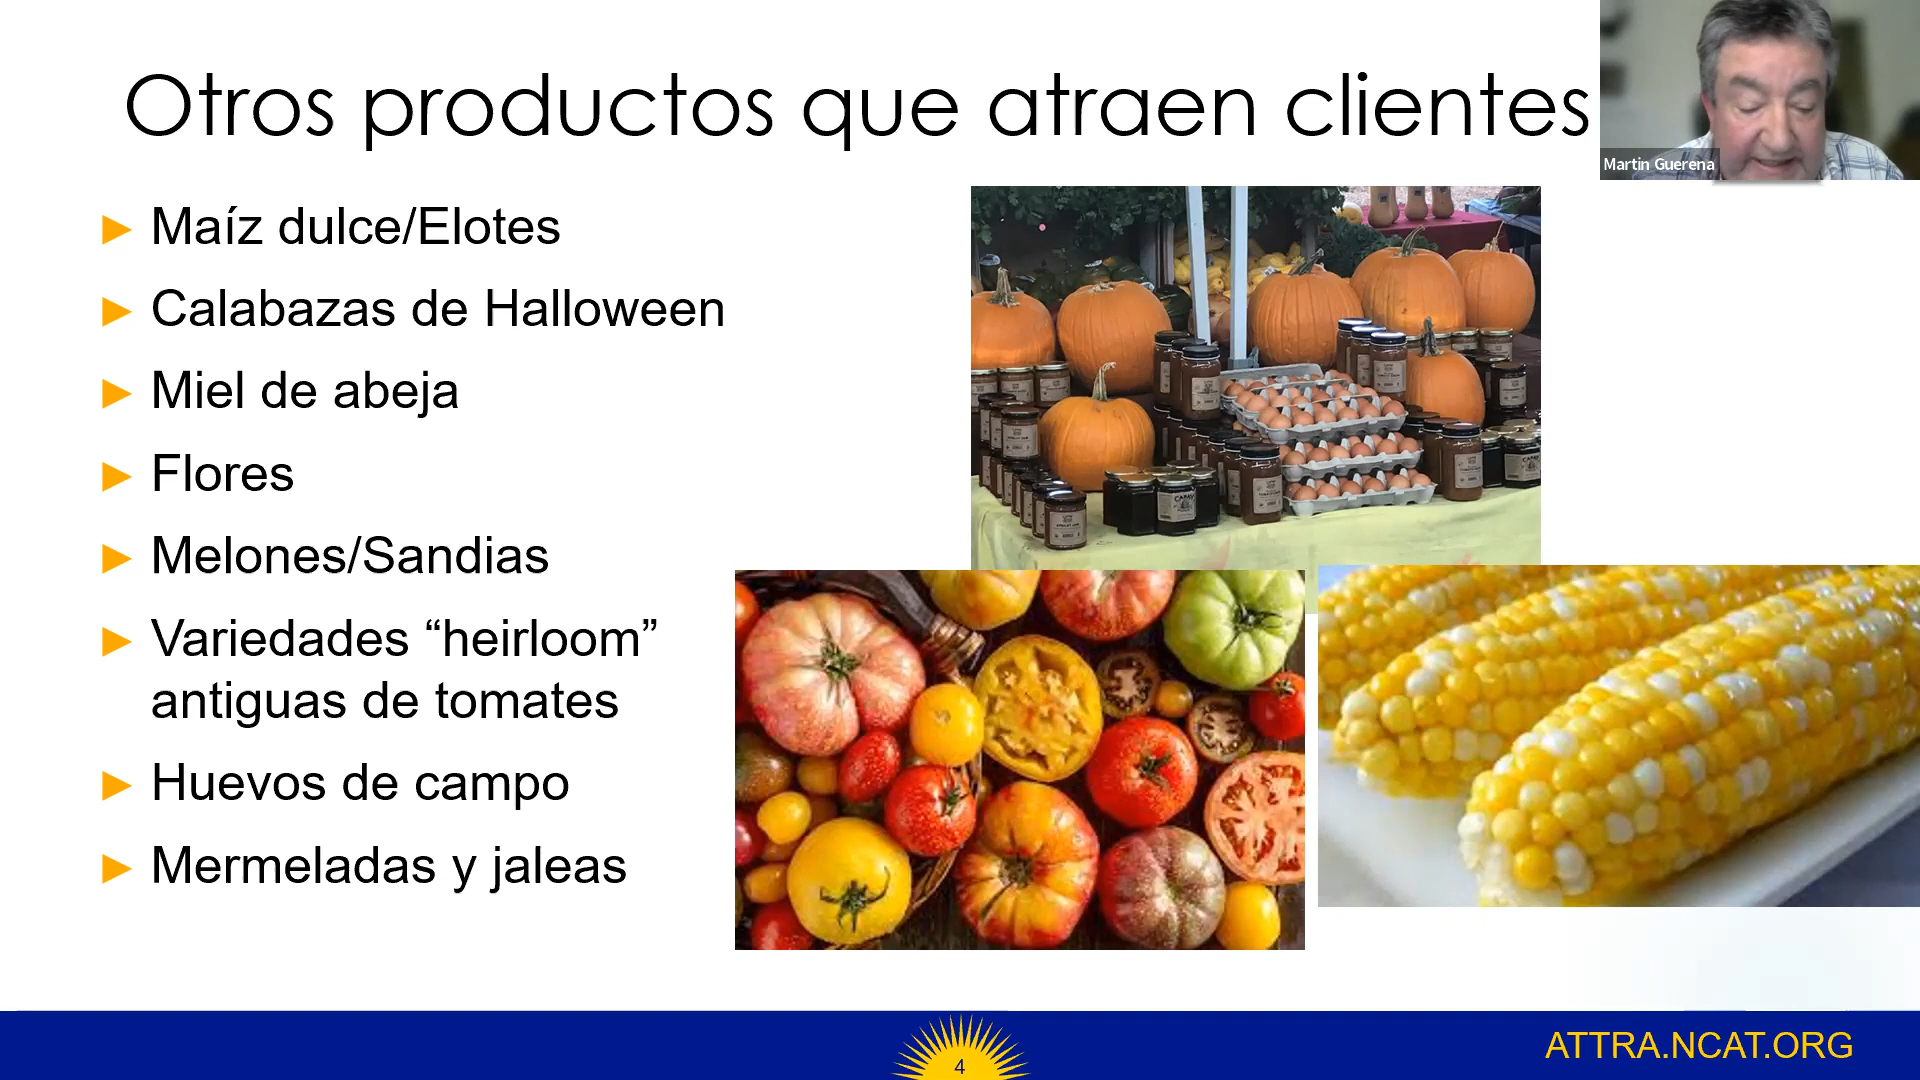 Otros productos que atraen clientes
Martin Guerena
Maíz dulce/Elotes
Calabazas de Halloween
Miel de abeja
Flores
Melones/Sandias
Variedades “heirloom”
antiguas de tomates
Huevos de campo
Mermeladas y jaleas
4
ATTRA.NCAT.ORG